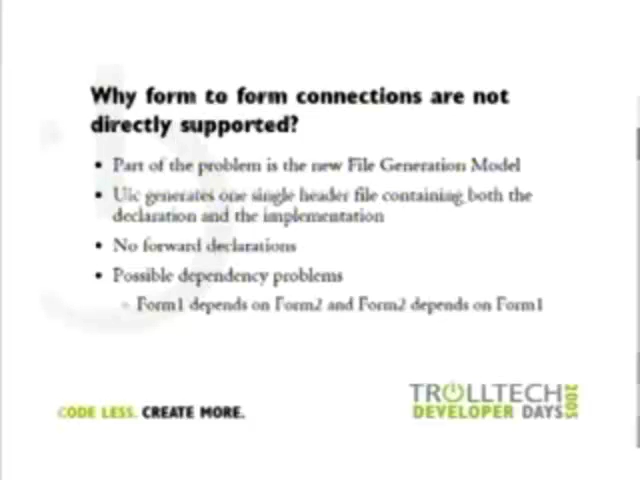 Why form to form connections are not
directly supported?
• Part of the problem is the new File Generation Model
• Uic generates one single header file containing both the
declaration and the implementation
• No forward declarations
• Possible dependency problems
Form1 depends on Form2 and Form2 depends on Form1
CODE LESS. CREATE MORE.
TROLLTECH
DEVELOPER DAYS
2005